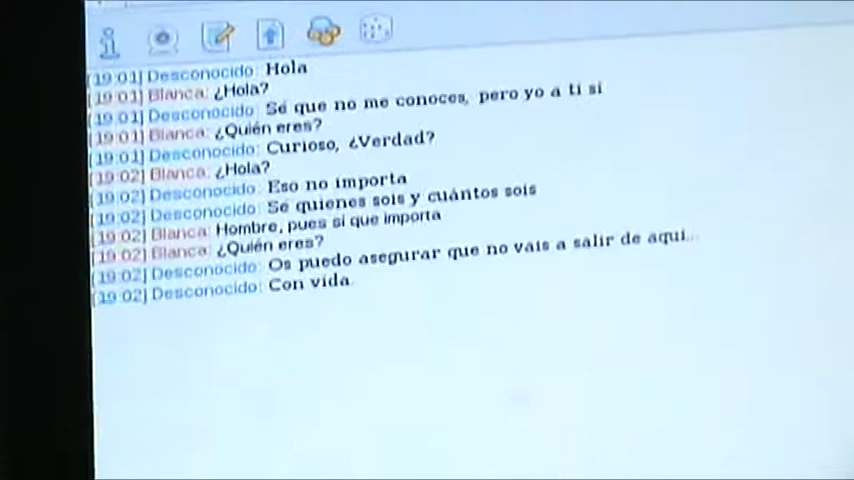 [19:01] Desconocido: Hola
[19:01] Blanca: ¿Hola?
[19:01] Desconocido: Sé que no me conoces, pero yo a ti sí
[19:01] Blanca: ¿Quién eres?
[19:01] Desconocido: Curioso, ¿Verdad?
[19:02] Blanca: ¿Hola?
[19:02] Desconocido: Eso no importa
[19:02] Desconocido: Sé quienes sois y cuántos sois
[19:02] Blanca: Hombre, pues si que importa
[19:02] Blanca: ¿Quién eres?
[19:02] Desconocido: Os puedo asegurar que no vais a salir de aquí...
[19:02] Desconocido: Con vida.